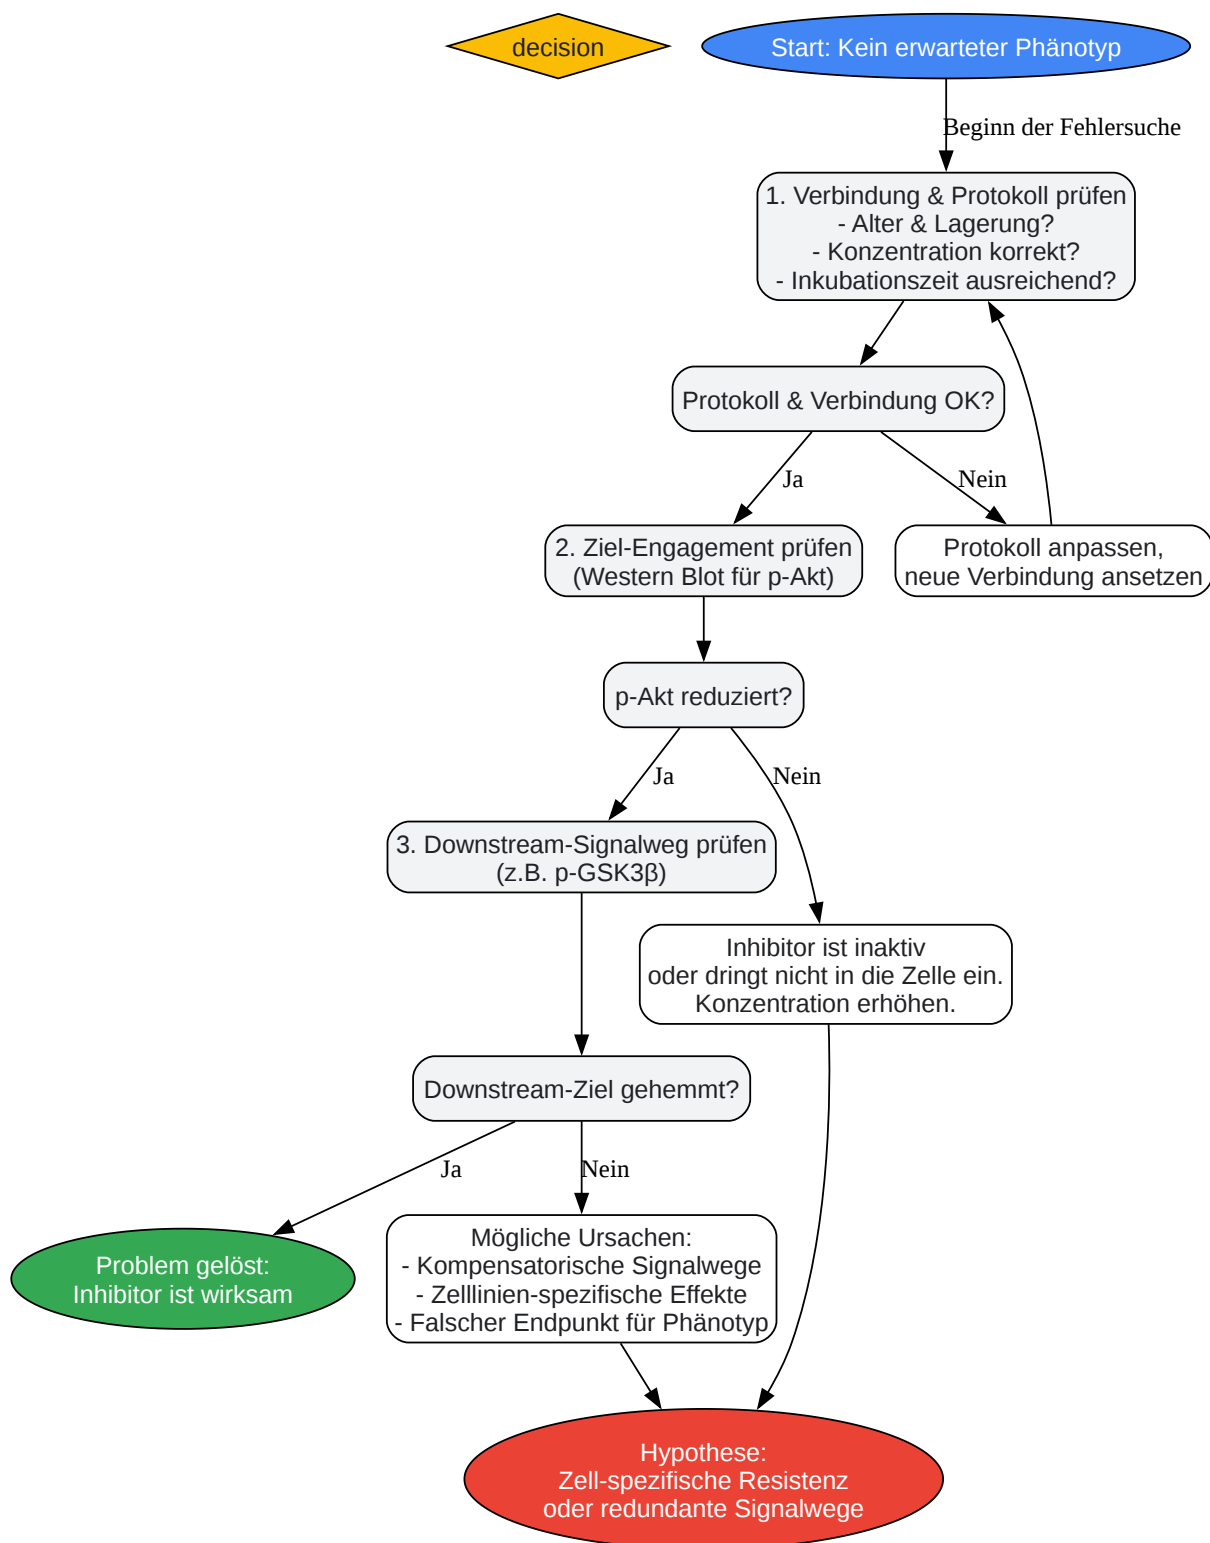 decision
Start: Kein erwarteter Phänotyp
Beginn der Fehlersuche
1. Verbindung & Protokoll prüfen
- Alter & Lagerung?
- Konzentration korrekt?
- Inkubationszeit ausreichend?
Protokoll & Verbindung OK?
Ja
Nein
2. Ziel-Engagement prüfen
(Western Blot für p-Akt)
Protokoll anpassen,
neue Verbindung ansetzen
p-Akt reduziert?
Ja
Nein
3. Downstream-Signalweg prüfen
(z.B. p-GSK3β)
Inhibitor ist inaktiv
oder dringt nicht in die Zelle ein.
Konzentration erhöhen.
Downstream-Ziel gehemmt?
Ja
Nein
Problem gelöst:
Inhibitor ist wirksam
Mögliche Ursachen:
- Kompensatorische Signalwege
- Zelllinien-spezifische Effekte
- Falscher Endpunkt für Phänotyp
Hypothese:
Zell-spezifische Resistenz
oder redundante Signalwege